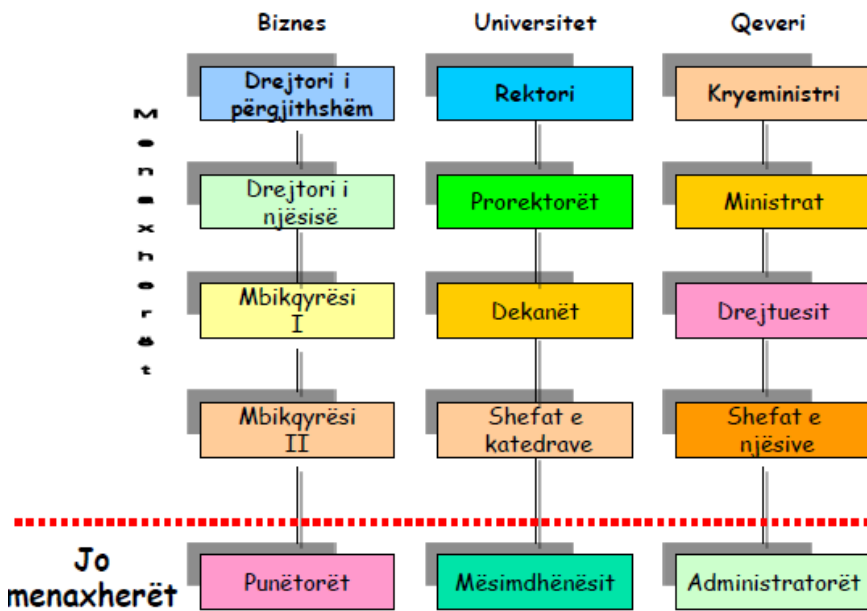 Biznes
Universitet
Qeveri
Menaxherët
Drejtori i
përgjithshëm
Rektori
Kryeministri
Drejtori i
njësisë
Prorektorët
Ministrat
Mbikqyrësi
I
Dekanët
Drejtuesit
Mbikqyrësi
II
Shefat e
katedrave
Shefat e
njësive
Jo
menaxherët
Punëtorët
Mësimdhënësit
Administratorët